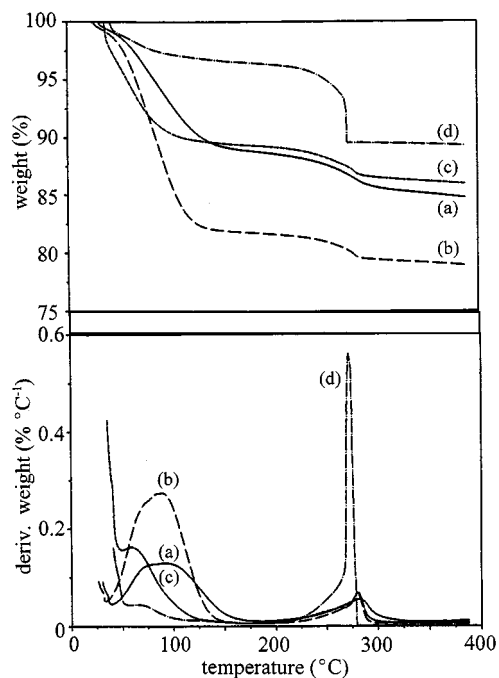 100
95
90
85
80
75
weight (%)
(d)
(c)
(a)
(b)
0.6
0.4
0.2
0
deriv. weight (% °C⁻¹)
(d)
(b)
(a)
(c)
0 100 200 300 400
temperature (°C)